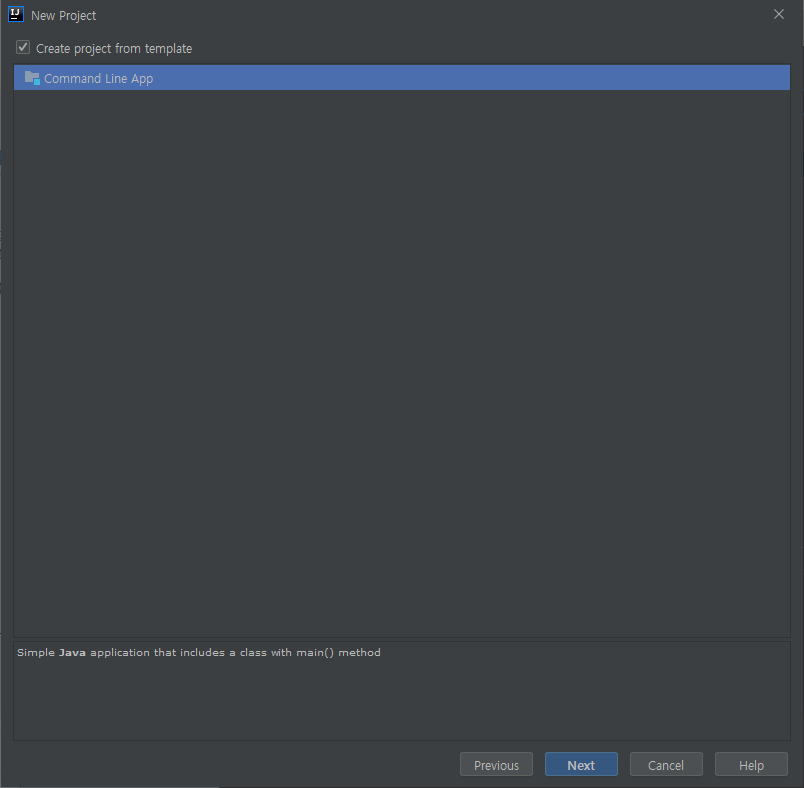 IJ
New Project
Create project from template
Command Line App
Simple Java application that includes a class with main() method
Previous
Next
Cancel
Help